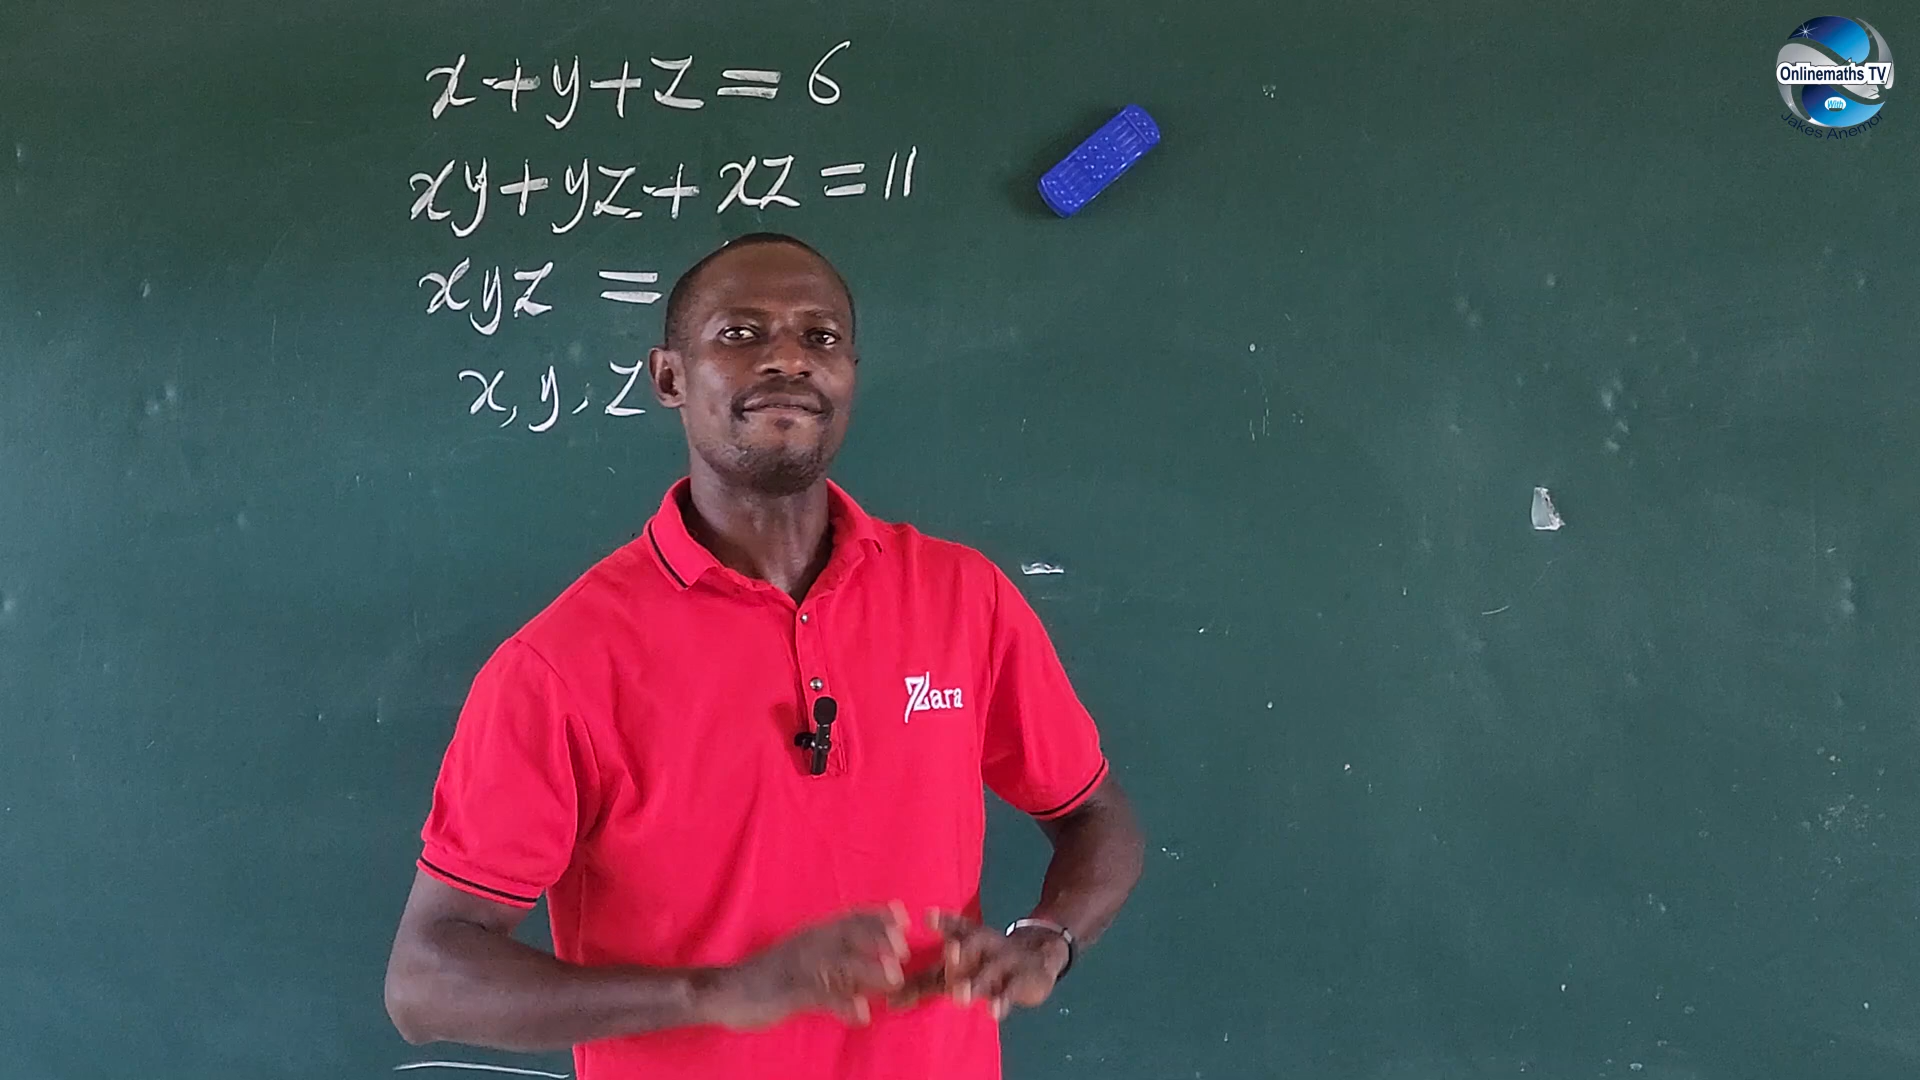 x+y+z=6
xy+yz+xz=11
xyz =
x, y, z
Onlinemaths TV
With
Jakes Anemor
Zara